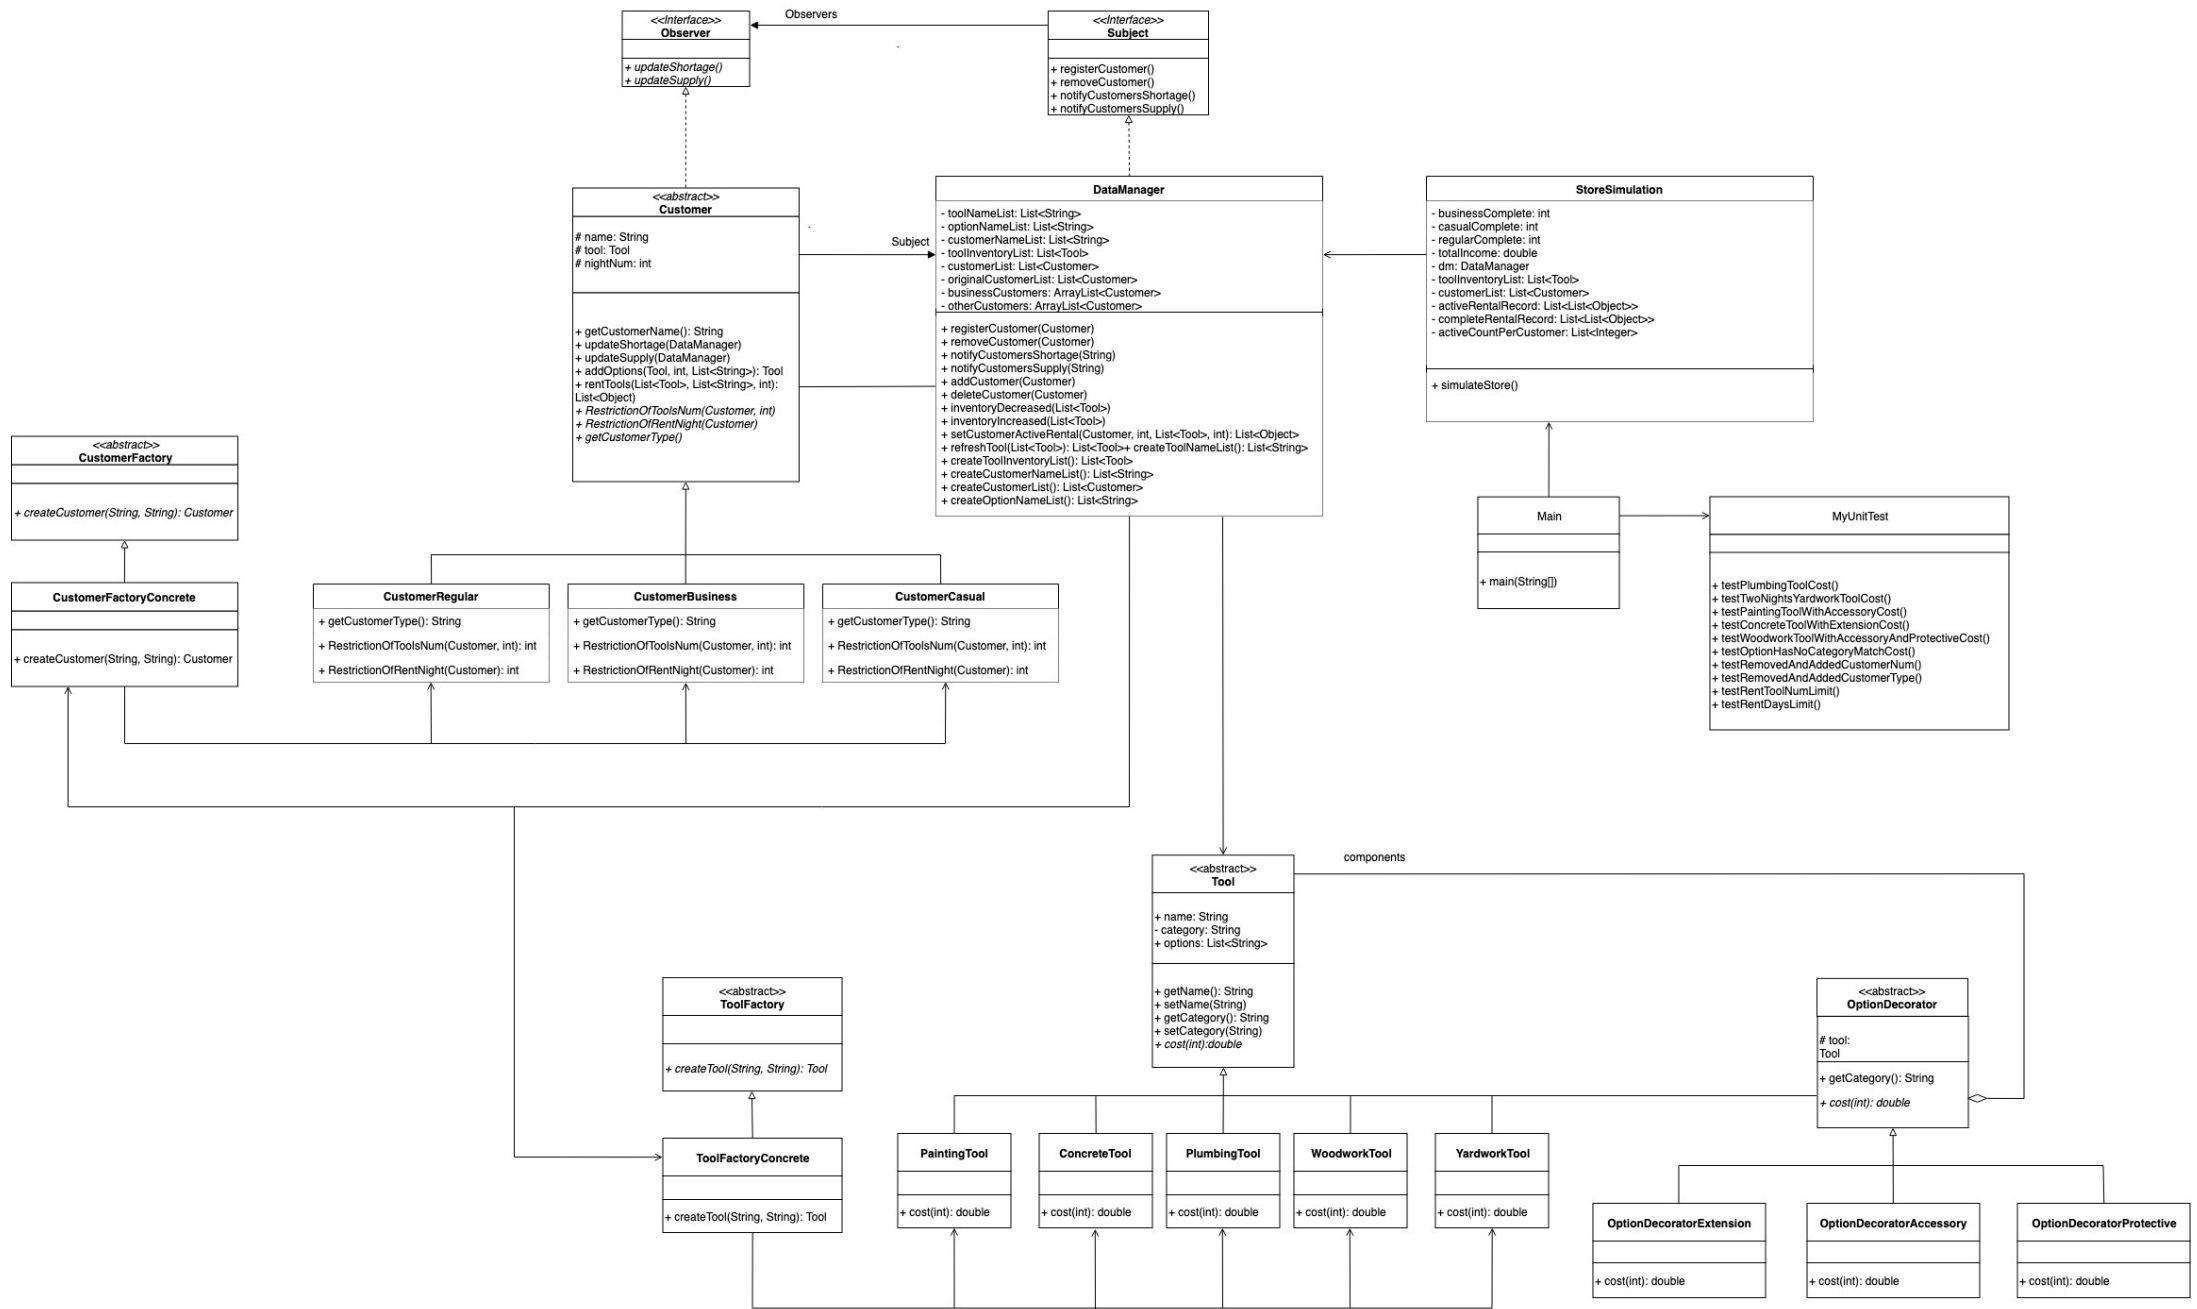 <<Interface>>
Observer
+ updateShortage()
+ updateSupply()
Observers
<<Interface>>
Subject
+ registerCustomer()
+ removeCustomer()
+ notifyCustomersShortage()
+ notifyCustomersSupply()
<<abstract>>
Customer
# name: String
# tool: Tool
# nightNum: int
+ getCustomerName(): String
+ updateShortage(DataManager)
+ updateSupply(DataManager)
+ addOptions(Tool, int, List<String>): Tool
+ rentTools(List<Tool>, List<String>, int):
List<Object>
+ RestrictionOfToolsNum(Customer, int)
+ RestrictionOfRentNight(Customer)
+ getCustomerType()
Subject
DataManager
- toolNameList: List<String>
- optionNameList: List<String>
- customerNameList: List<String>
- toolInventoryList: List<Tool>
- customerList: List<Customer>
- originalCustomerList: List<Customer>
- businessCustomers: ArrayList<Customer>
- otherCustomers: ArrayList<Customer>
+ registerCustomer(Customer)
+ removeCustomer(Customer)
+ notifyCustomersShortage(String)
+ notifyCustomersSupply(String)
+ addCustomer(Customer)
+ deleteCustomer(Customer)
+ inventoryDecreased(List<Tool>)
+ inventoryIncreased(List<Tool>)
+ setCustomerActiveRental(Customer, int, List<Tool>, int): List<Object>
+ refreshTool(List<Tool>): List<Tool>+ createToolNameList(): List<String>
+ createToolInventoryList(): List<Tool>
+ createCustomerNameList(): List<String>
+ createCustomerList(): List<Customer>
+ createOptionNameList(): List<String>
StoreSimulation
- businessComplete: int
- casualComplete: int
- regularComplete: int
- totalIncome: double
- dm: DataManager
- toolInventoryList: List<Tool>
- customerList: List<Customer>
- activeRentalRecord: List<List<Object>>
- completeRentalRecord: List<List<Object>>
- activeCountPerCustomer: List<Integer>
+ simulateStore()
<<abstract>>
CustomerFactory
+ createCustomer(String, String): Customer
CustomerFactoryConcrete
+ createCustomer(String, String): Customer
CustomerRegular
+ getCustomerType(): String
+ RestrictionOfToolsNum(Customer, int): int
+ RestrictionOfRentNight(Customer): int
CustomerBusiness
+ getCustomerType(): String
+ RestrictionOfToolsNum(Customer, int): int
+ RestrictionOfRentNight(Customer): int
CustomerCasual
+ getCustomerType(): String
+ RestrictionOfToolsNum(Customer, int): int
+ RestrictionOfRentNight(Customer): int
Main
+ main(String[])
MyUnitTest
+ testPlumbingToolCost()
+ testTwoNightsYardworkToolCost()
+ testPaintingToolWithAccessoryCost()
+ testConcreteToolWithExtensionCost()
+ testWoodworkToolWithAccessoryAndProtectiveCost()
+ testOptionHasNoCategoryMatchCost()
+ testRemovedAndAddedCustomerNum()
+ testRemovedAndAddedCustomerType()
+ testRentToolNumLimit()
+ testRentDaysLimit()
<<abstract>>
Tool
+ name: String
- category: String
+ options: List<String>
+ getName(): String
+ setName(String)
+ getCategory(): String
+ setCategory(String)
+ cost(int):double
components
<<abstract>>
ToolFactory
+ createTool(String, String): Tool
ToolFactoryConcrete
+ createTool(String, String): Tool
<<abstract>>
OptionDecorator
# tool:
Tool
+ getCategory(): String
+ cost(int): double
PaintingTool
+ cost(int): double
ConcreteTool
+ cost(int): double
PlumbingTool
+ cost(int): double
WoodworkTool
+ cost(int): double
YardworkTool
+ cost(int): double
OptionDecoratorExtension
+ cost(int): double
OptionDecoratorAccessory
+ cost(int): double
OptionDecoratorProtective
+ cost(int): double